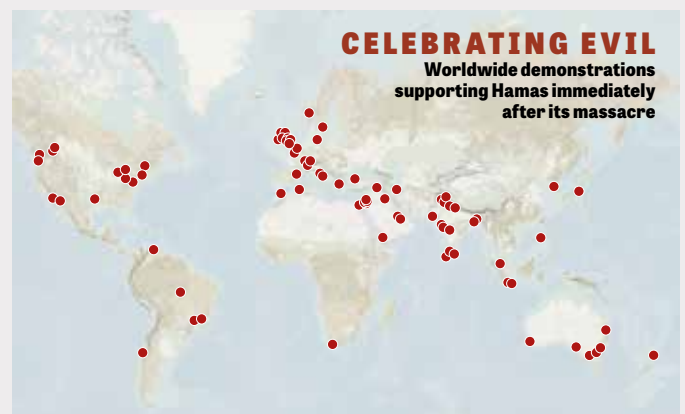 CELEBRATING EVIL
Worldwide demonstrations
supporting Hamas immediately
after its massacre